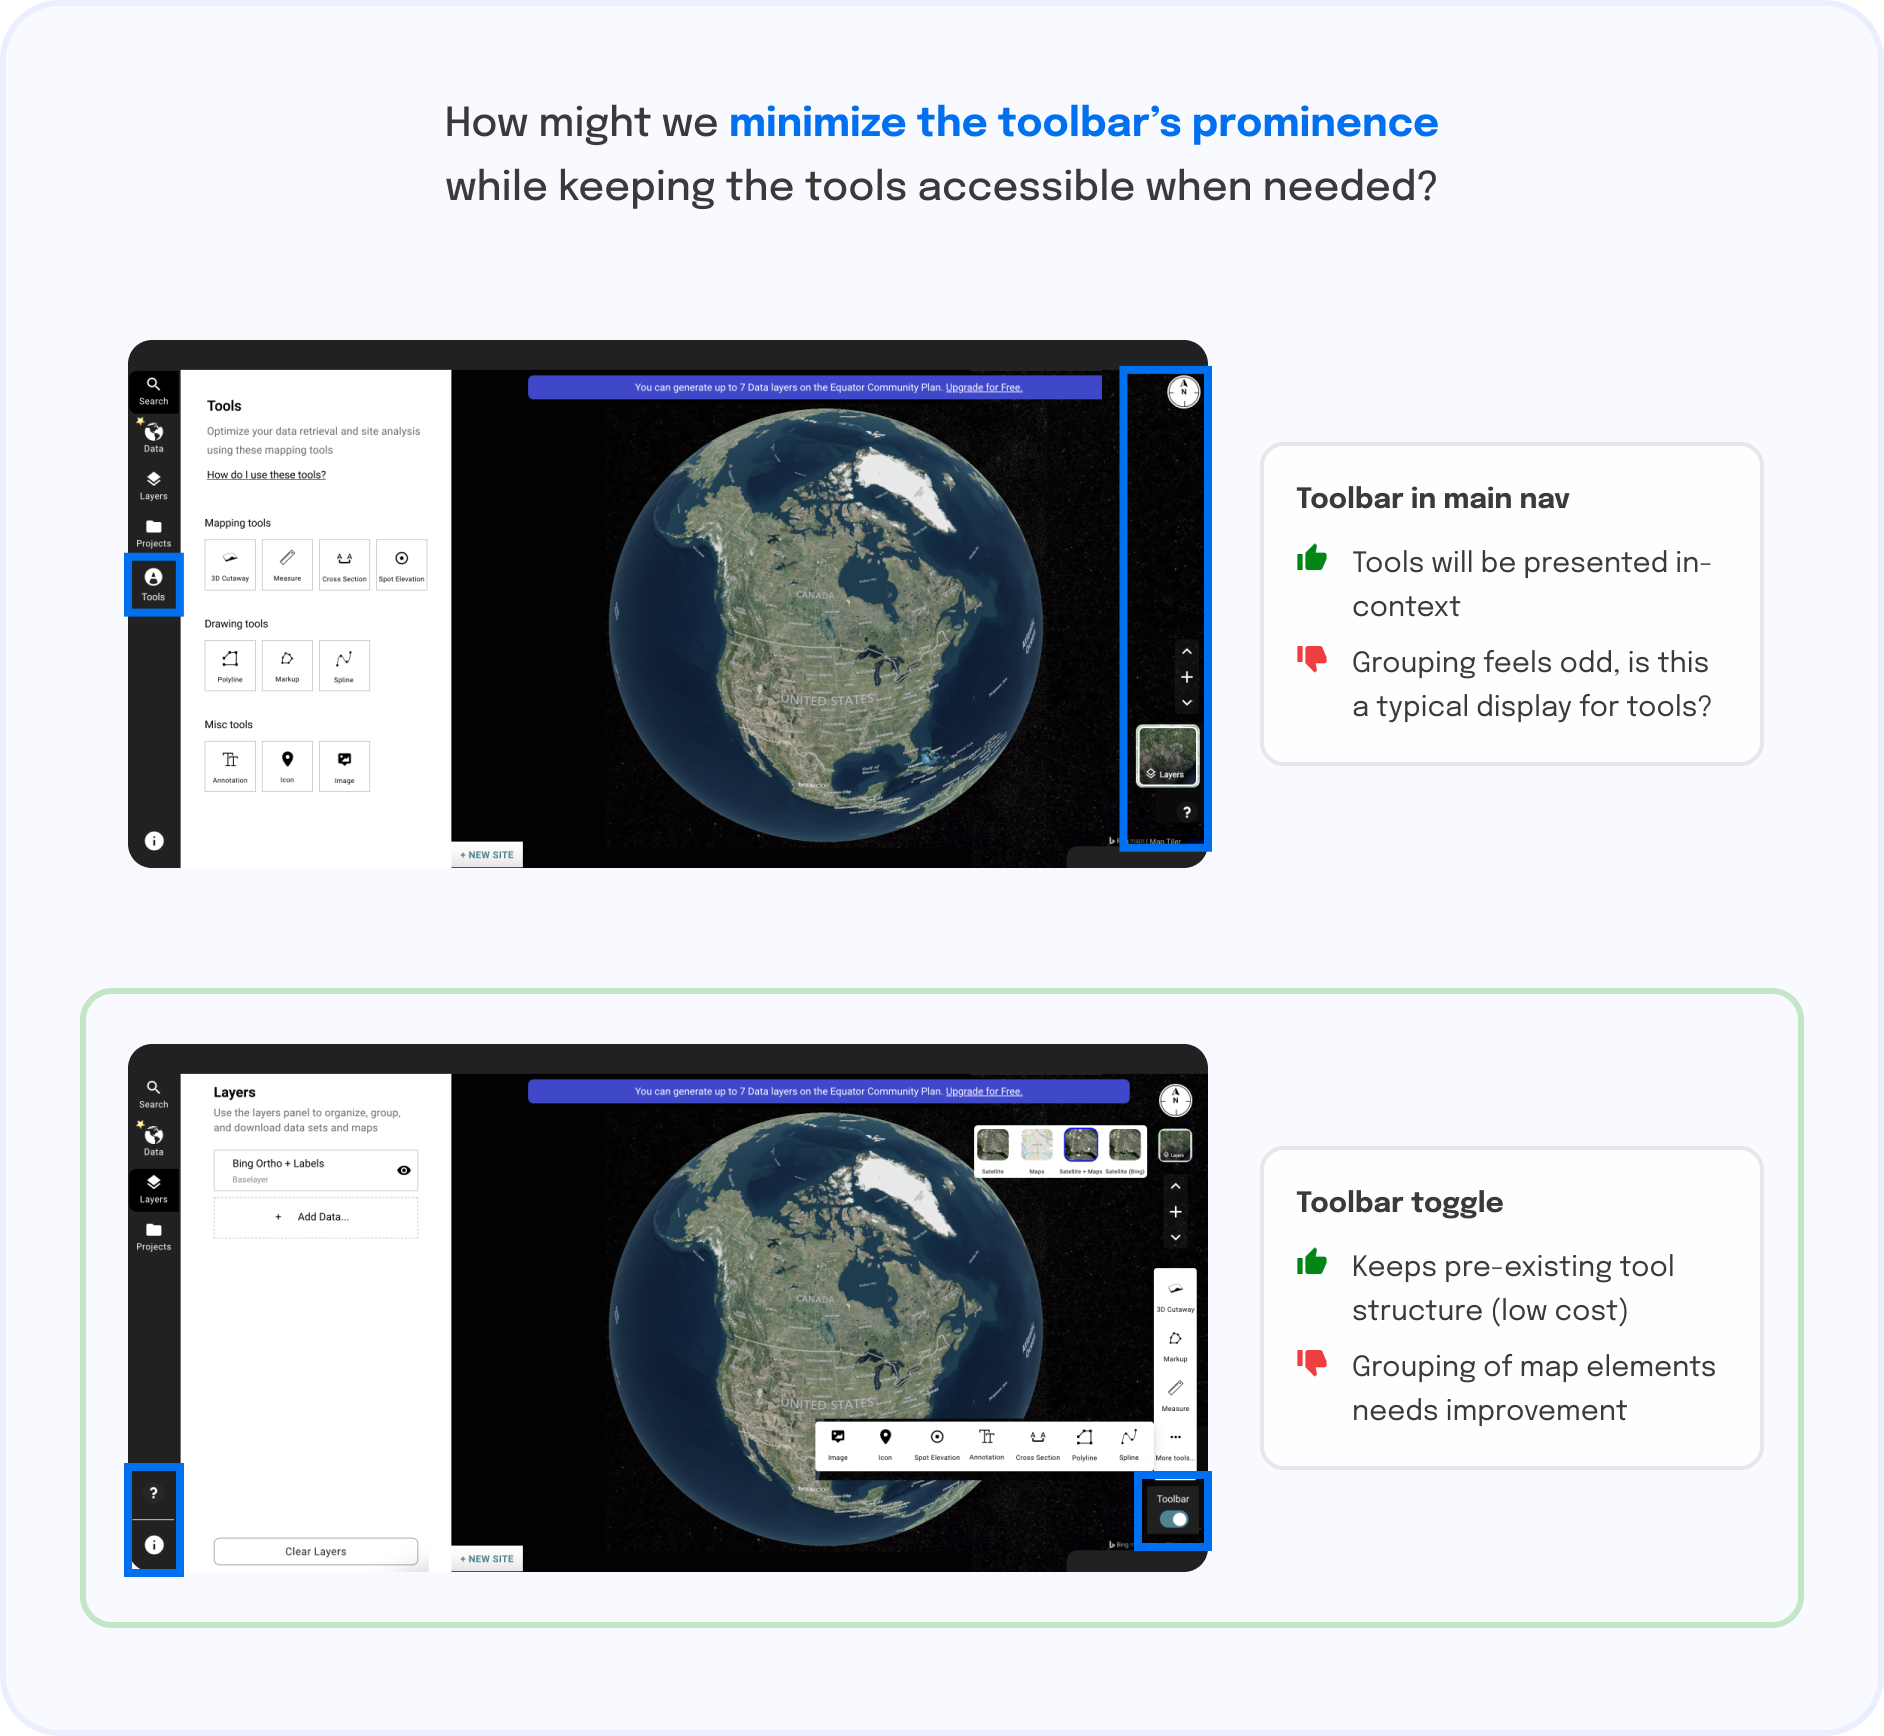 How might we minimize the toolbar's prominence
while keeping the tools accessible when needed?
Search
Data
Layers
Projects
Tools
Tools
Optimize your data retrieval and site analysis
using these mapping tools
How do I use these tools?
Mapping tools
3D Cutaway
Measure
Cross Section
Spot Elevation
Drawing tools
Polyline
Markup
Spline
Misc tools
Annotation
Icon
Image
You can generate up to 7 Data layers on the Equator Community Plan. Upgrade for Free.
N
CANADA
UNITED STATES
Gulf of
Mexico
MEXICO
Layers
?
+ NEW SITE
Toolbar in main nav
Tools will be presented in-
context
Grouping feels odd, is this
a typical display for tools?
Search
Data
Layers
Projects
?
Layers
Use the layers panel to organize, group,
and download data sets and maps
Bing Ortho + Labels
Baselayer
+ Add Data...
Clear Layers
You can generate up to 7 Data layers on the Equator Community Plan. Upgrade for Free.
N
Satellite
Maps
Satellite + Maps
Satellite (Bing)
Layers
CANADA
UNITED STATES
MEXICO
3D Cutaway
Markup
Measure
More tools...
Image
Icon
Spot Elevation
Annotation
Cross Section
Polyline
Spline
Toolbar
+ NEW SITE
Toolbar toggle
Keeps pre-existing tool
structure (low cost)
Grouping of map elements
needs improvement